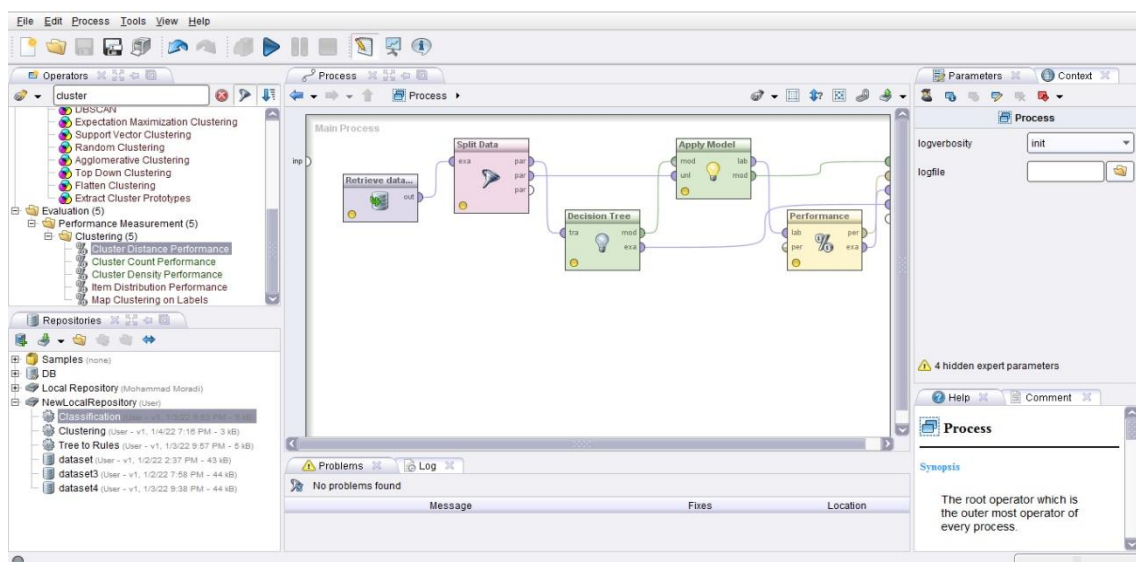 File Edit Process Tools View Help
Operators
cluster
DBSCAN
Expectation Maximization Clustering
Support Vector Clustering
Random Clustering
Agglomerative Clustering
Top Down Clustering
Flatten Clustering
Extract Cluster Prototypes
Evaluation (5)
Performance Measurement (5)
Clustering (5)
Cluster Distance Performance
Cluster Count Performance
Cluster Density Performance
Item Distribution Performance
Map Clustering on Labels
Repositories
Samples (none)
DB
Local Repository (Mohammad Moradi)
NewLocalRepository (User)
Classification
Clustering (User - v1, 1/4/22 7:16 PM - 3 kB)
Tree to Rules (User - v1, 1/3/22 9:57 PM - 5 kB)
dataset (User - v1, 1/2/22 2:37 PM - 43 kB)
dataset3 (User - v1, 1/2/22 7:58 PM - 44 kB)
dataset4 (User - v1, 1/3/22 9:38 PM - 44 kB)
Process
Process
Main Process
inp
Retrieve data...
out
Split Data
exa par
par
par
Decision Tree
tra mod
exa
Apply Model
mod lab
unl mod
Performance
lab per
per exa
Problems Log
No problems found
Message Fixes Location
Parameters Context
Process
logverbosity init
logfile
4 hidden expert parameters
Help Comment
Process
Synopsis
The root operator which is
the outer most operator of
every process.